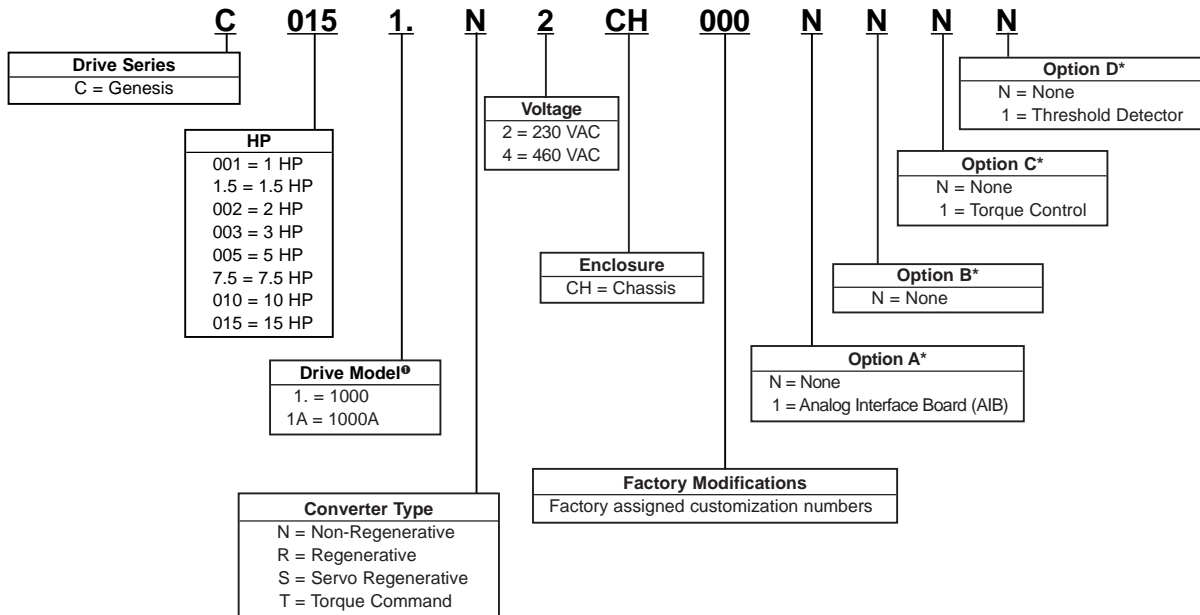 C 015 1. N 2 CH 000 N N N N
Drive Series
C = Genesis
HP
001 = 1 HP
1.5 = 1.5 HP
002 = 2 HP
003 = 3 HP
005 = 5 HP
7.5 = 7.5 HP
010 = 10 HP
015 = 15 HP
Drive Model❶
1. = 1000
1A = 1000A
Converter Type
N = Non-Regenerative
R = Regenerative
S = Servo Regenerative
T = Torque Command
Voltage
2 = 230 VAC
4 = 460 VAC
Enclosure
CH = Chassis
Factory Modifications
Factory assigned customization numbers
Option A*
N = None
1 = Analog Interface Board (AIB)
Option B*
N = None
Option C*
N = None
1 = Torque Control
Option D*
N = None
1 = Threshold Detector